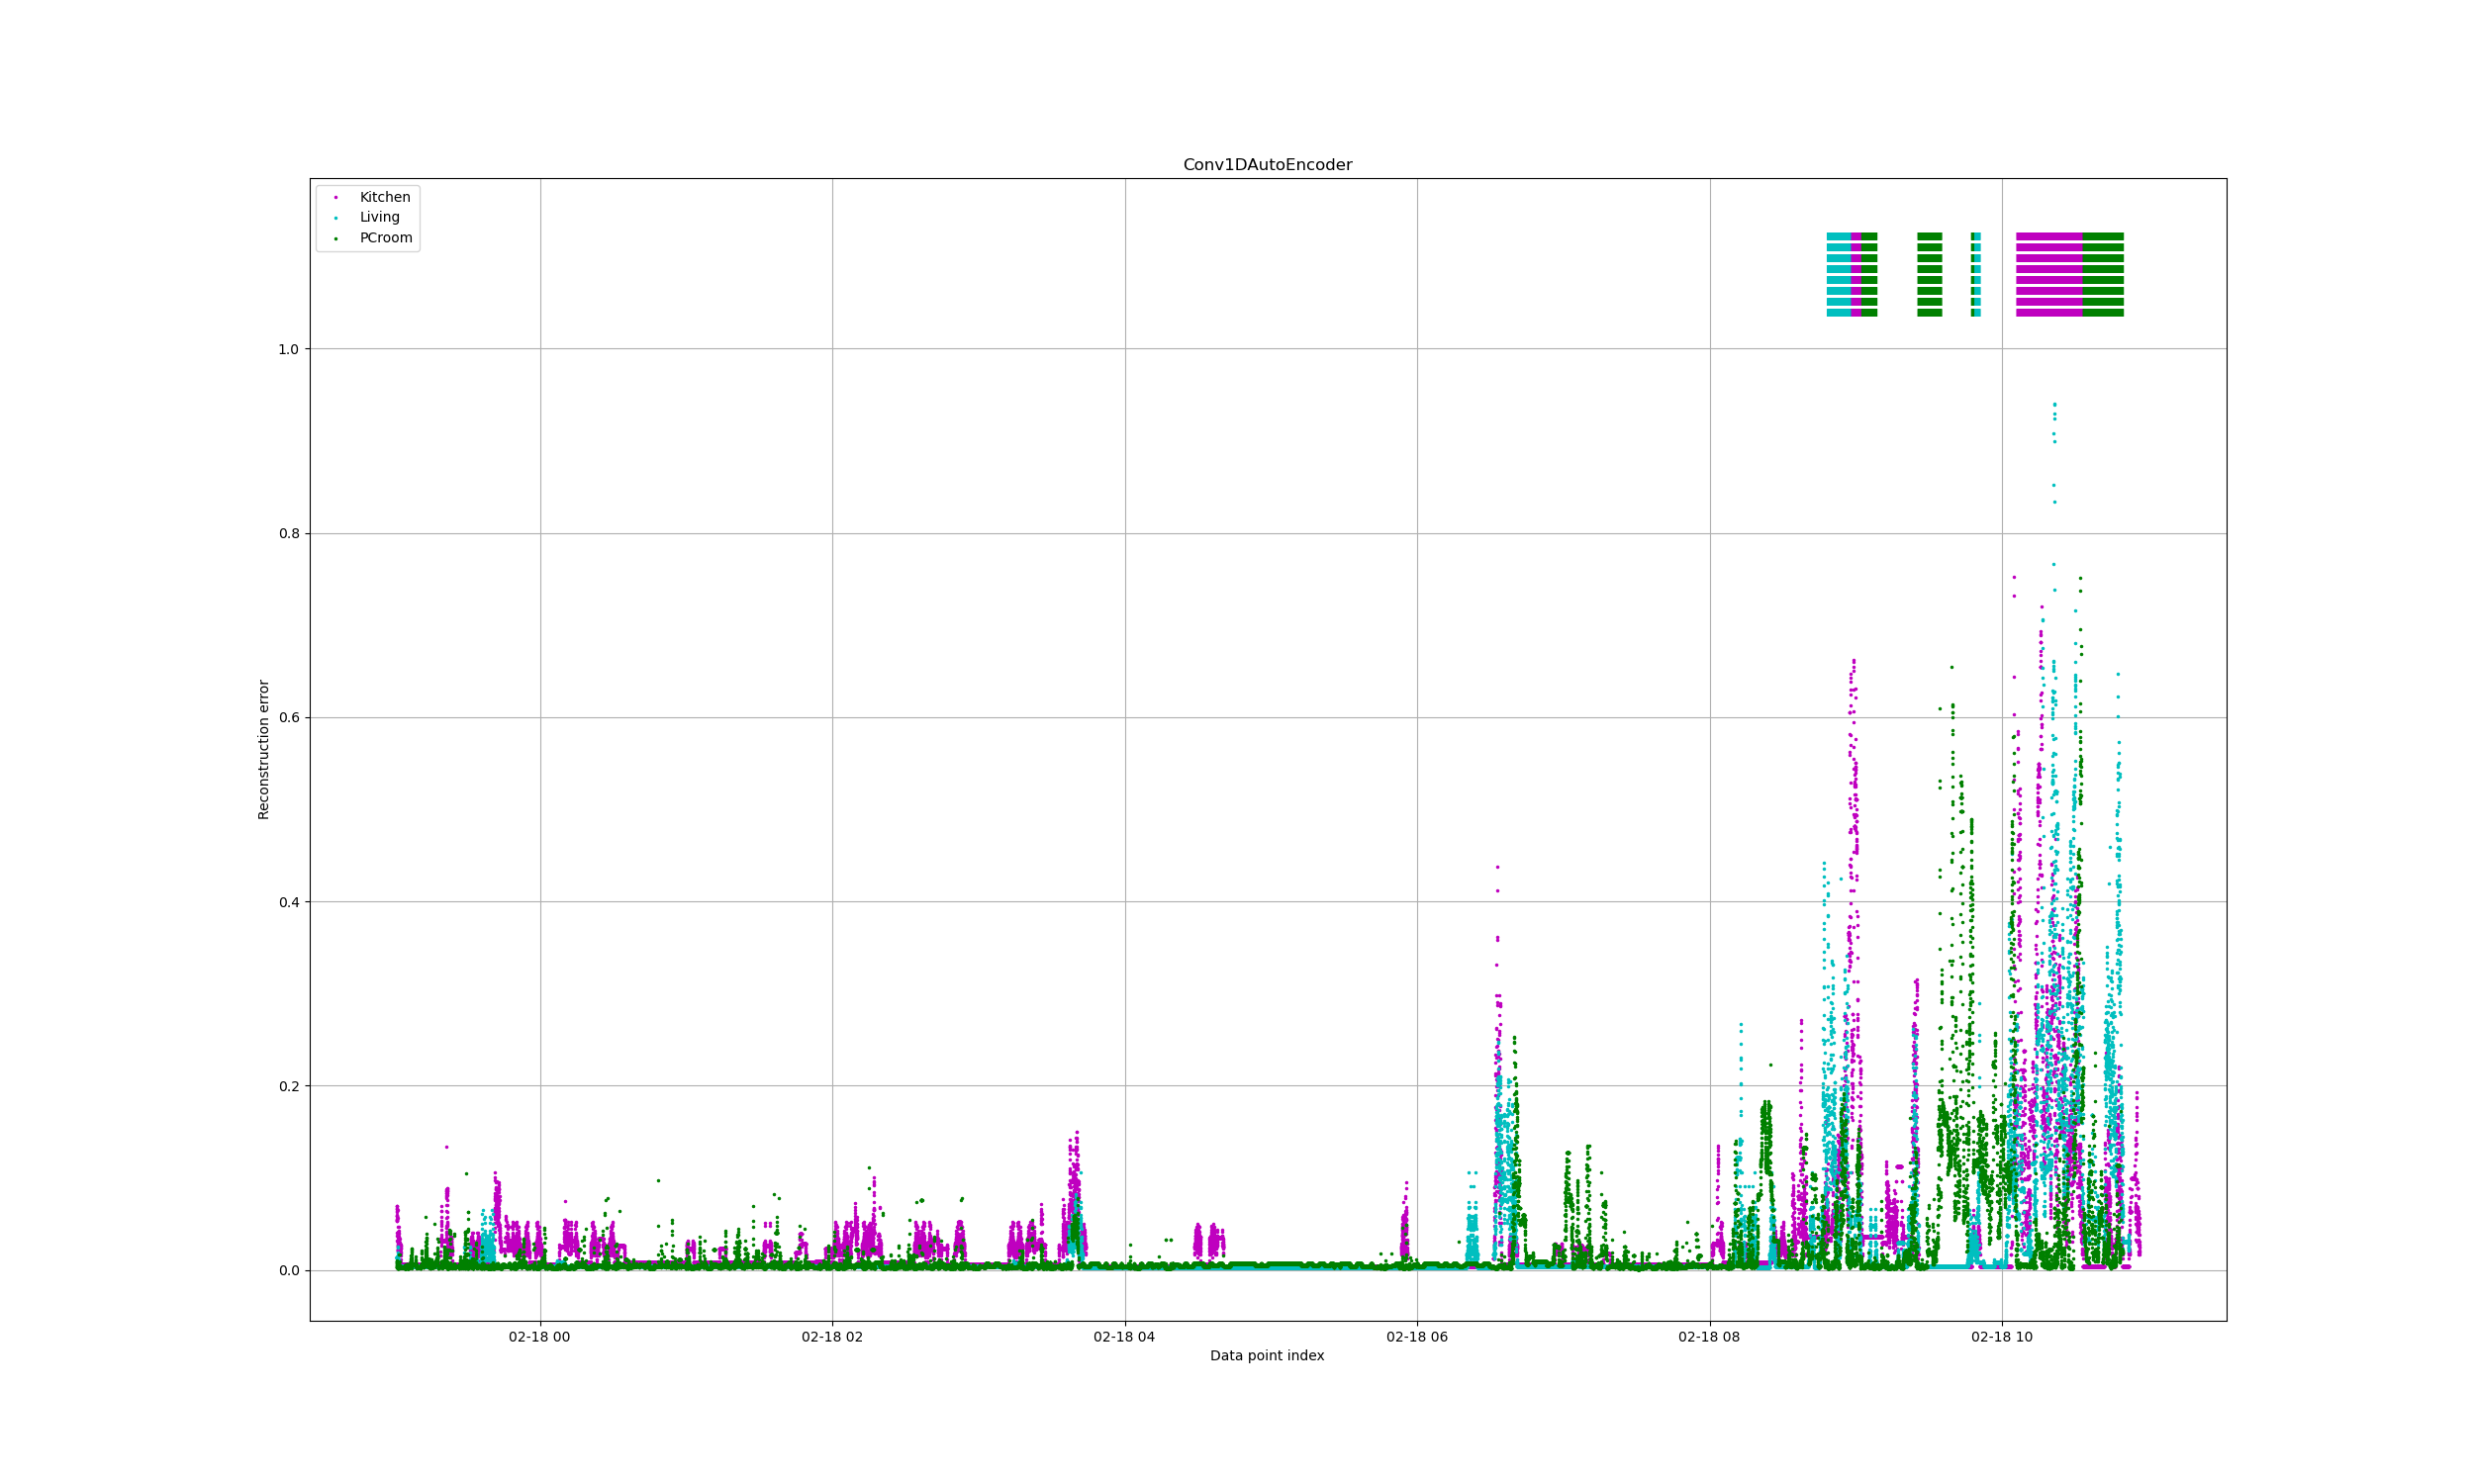 Conv1DAutoEncoder
Kitchen
Living
PCroom
1.0
0.8
0.6
0.4
0.2
0.0
Reconstruction error
02-18 00 02-18 02 02-18 04 02-18 06 02-18 08 02-18 10
Data point index